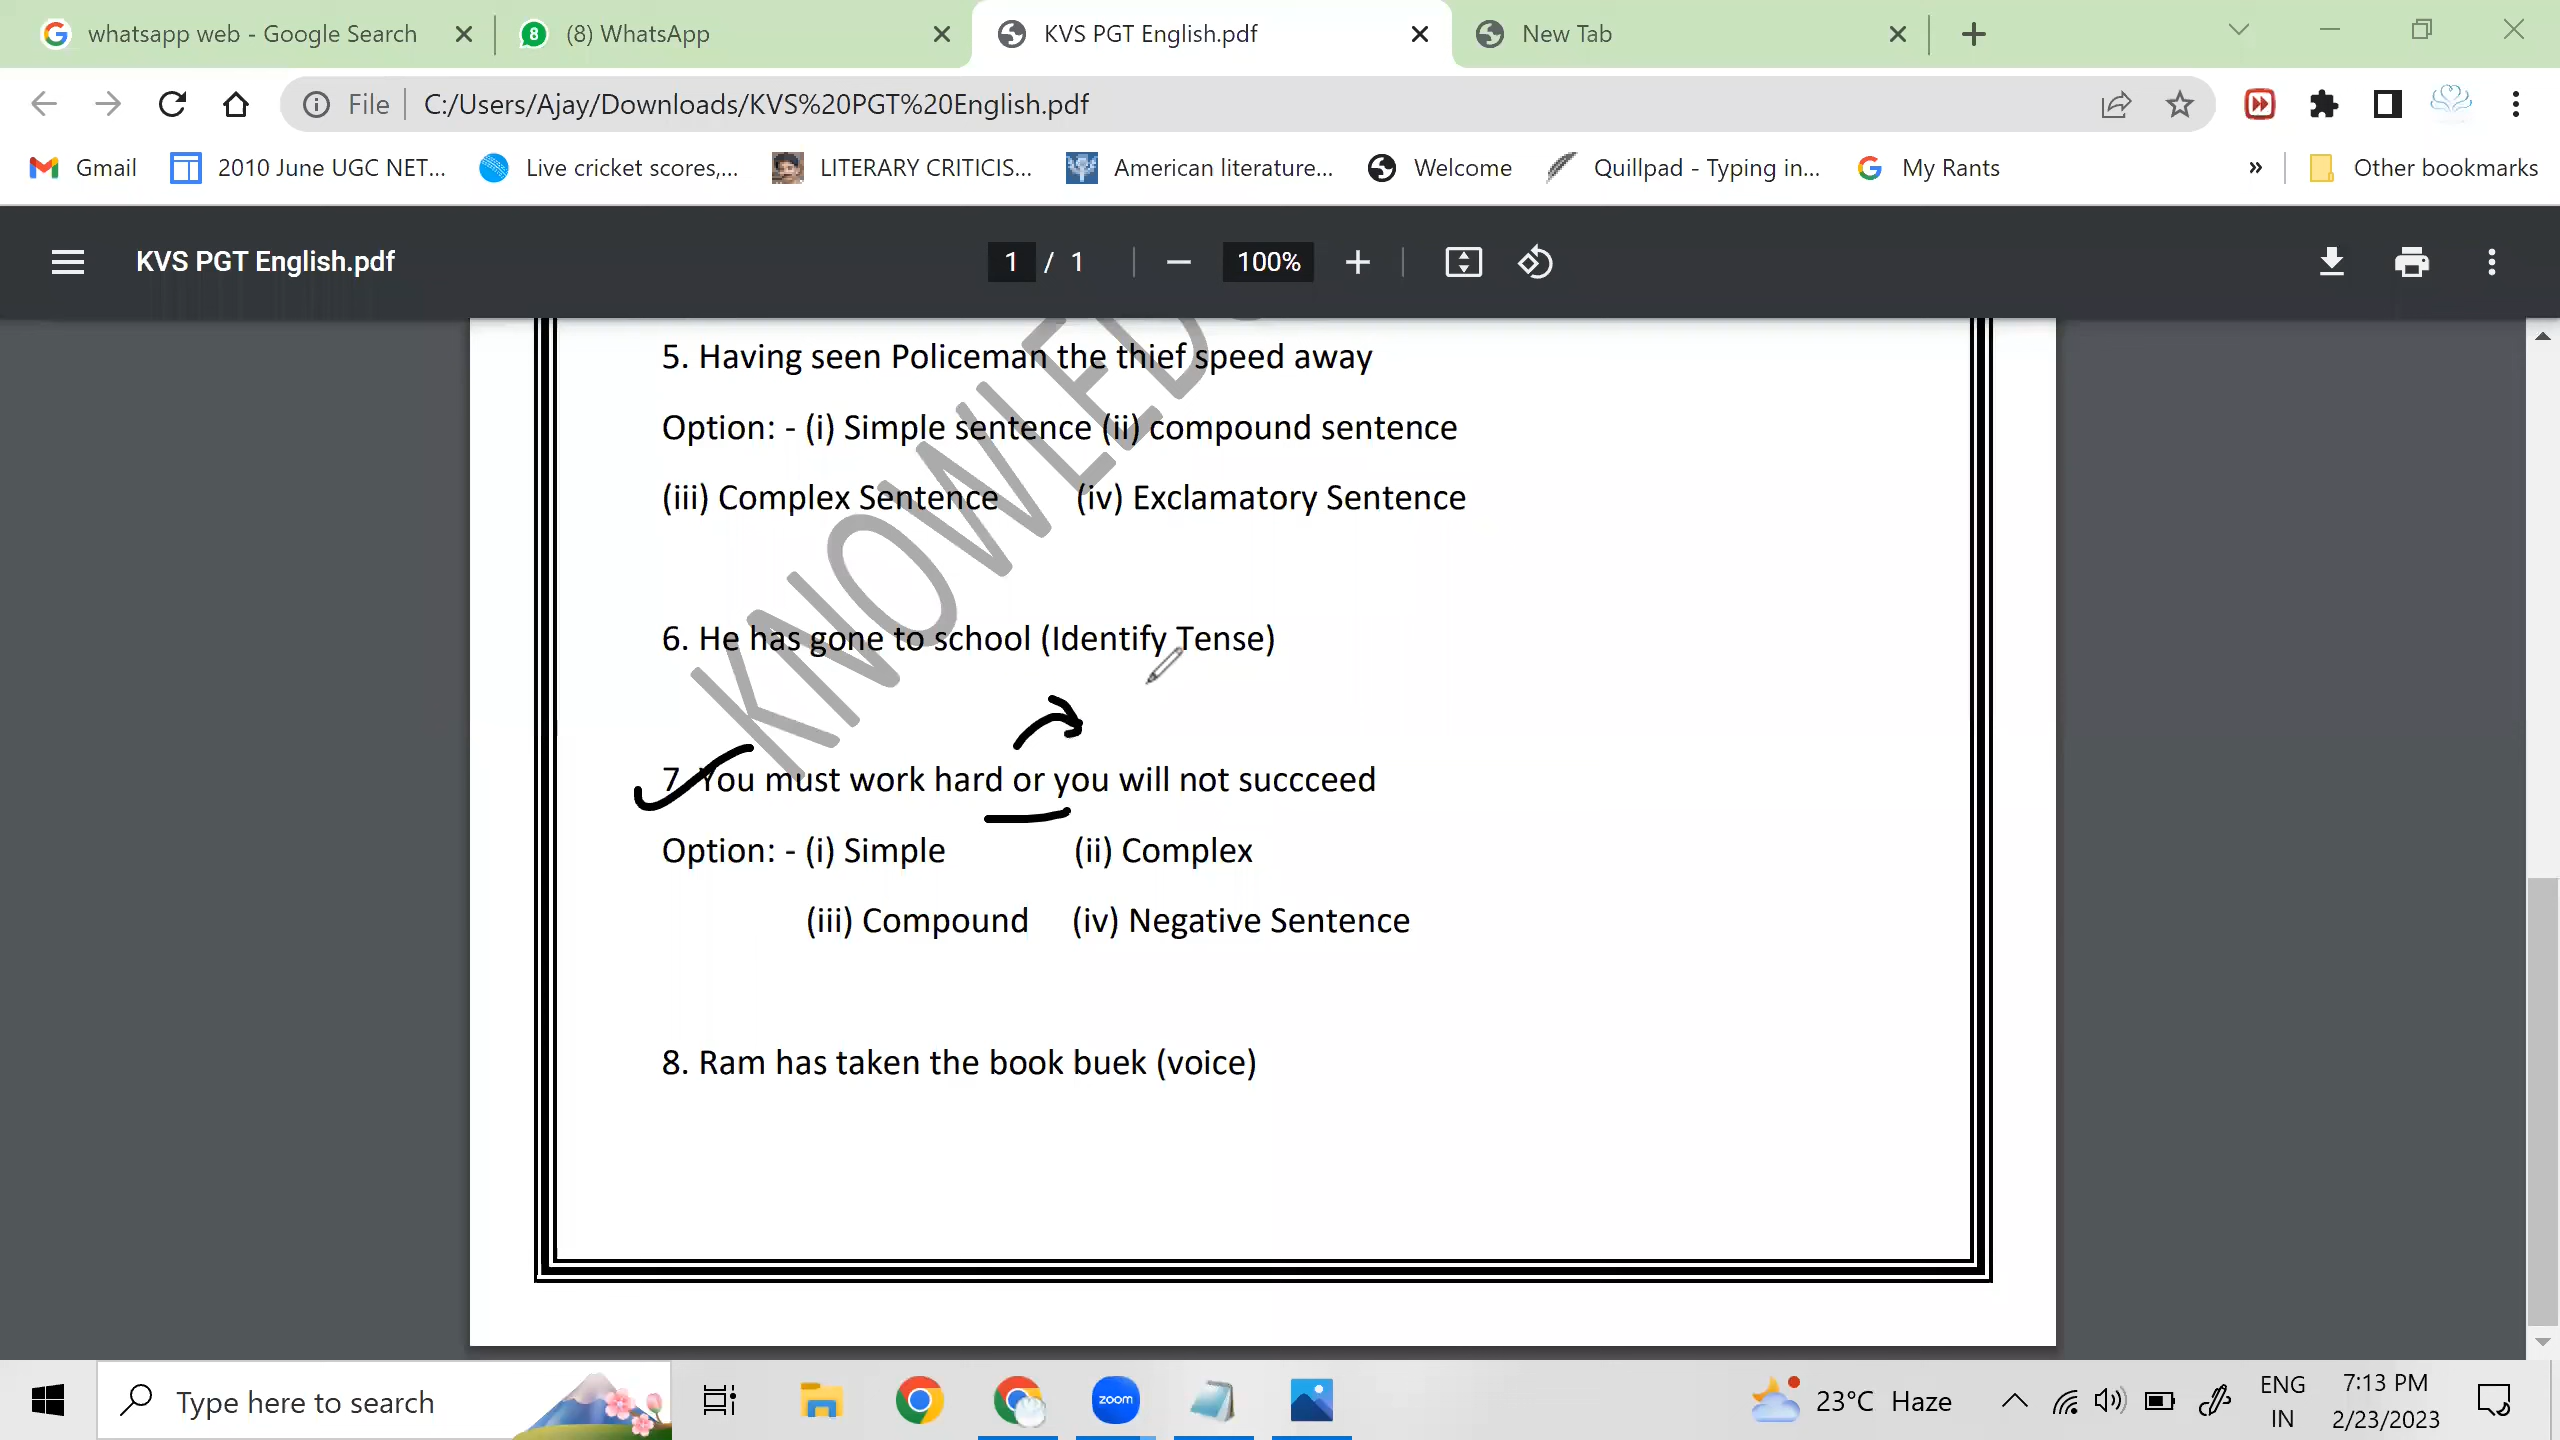 whatsapp web - Google Search
8 (8) WhatsApp
KVS PGT English.pdf
New Tab
File C:/Users/Ajay/Downloads/KVS%20PGT%20English.pdf
Gmail
2010 June UGC NET...
Live cricket scores,...
LITERARY CRITICIS...
American literature...
Welcome
Quillpad - Typing in...
My Rants
»
Other bookmarks
KVS PGT English.pdf
1 / 1
100%
5. Having seen Policeman the thief speed away
Option: - (i) Simple sentence (ii) compound sentence
(iii) Complex Sentence (iv) Exclamatory Sentence
6. He has gone to school (Identify Tense)
7. You must work hard or you will not succceed
Option: - (i) Simple (ii) Complex
(iii) Compound (iv) Negative Sentence
8. Ram has taken the book buek (voice)
KNOWLED
Type here to search
zoom
23°C Haze
ENG
IN
7:13 PM
2/23/2023